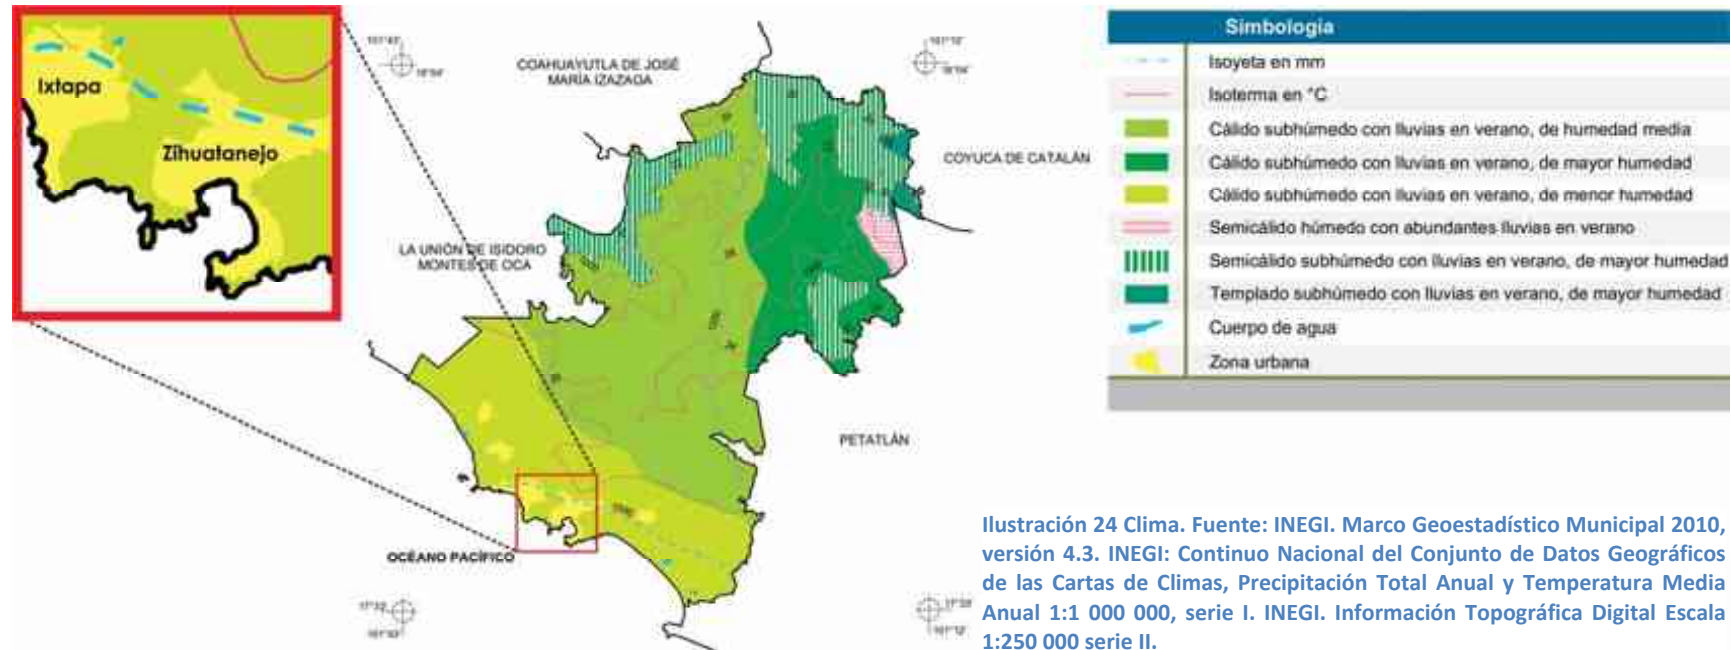 Ixtapa
Zihuatanejo
COAHUAYUTLA DE JOSÉ
MARÍA IZAZAGA
COYUCA DE CATALÁN
LA UNIÓN DE ISIDORO
MONTES DE OCA
PETATLÁN
OCÉANO PACÍFICO
Simbología
Isoyeta en mm
Isoterma en °C
Cálido subhúmedo con lluvias en verano, de humedad media
Cálido subhúmedo con lluvias en verano, de mayor humedad
Cálido subhúmedo con lluvias en verano, de menor humedad
Semicálido húmedo con abundantes lluvias en verano
Semicálido subhúmedo con lluvias en verano, de mayor humedad
Templado subhúmedo con lluvias en verano, de mayor humedad
Cuerpo de agua
Zona urbana
Ilustración 24 Clima. Fuente: INEGI. Marco Geoestadístico Municipal 2010,
versión 4.3. INEGI: Continuo Nacional del Conjunto de Datos Geográficos
de las Cartas de Climas, Precipitación Total Anual y Temperatura Media
Anual 1:1 000 000, serie I. INEGI. Información Topográfica Digital Escala
1:250 000 serie II.